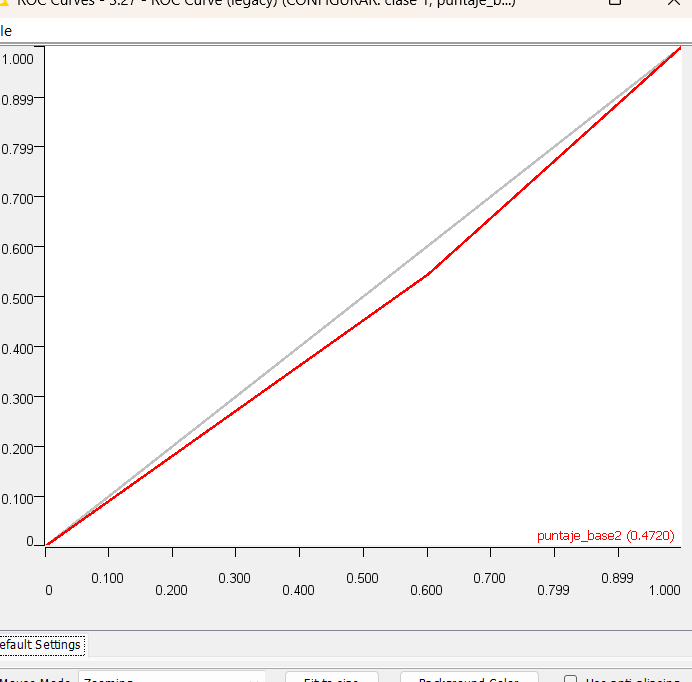 ROC Curves - 3:27 - ROC Curve (legacy) (CONFIGURAR: clase 1, puntaje_b...)
le
1.000
0.899
0.799
0.700
0.600
0.500
0.400
0.300
0.200
0.100
0
puntaje_base2 (0.4720)
0.100 0.300 0.500 0.700 0.899
0 0.200 0.400 0.600 0.799 1.000
efault Settings
Mouse Mode Zooming Fit to size Background Color Use anti-aliasing